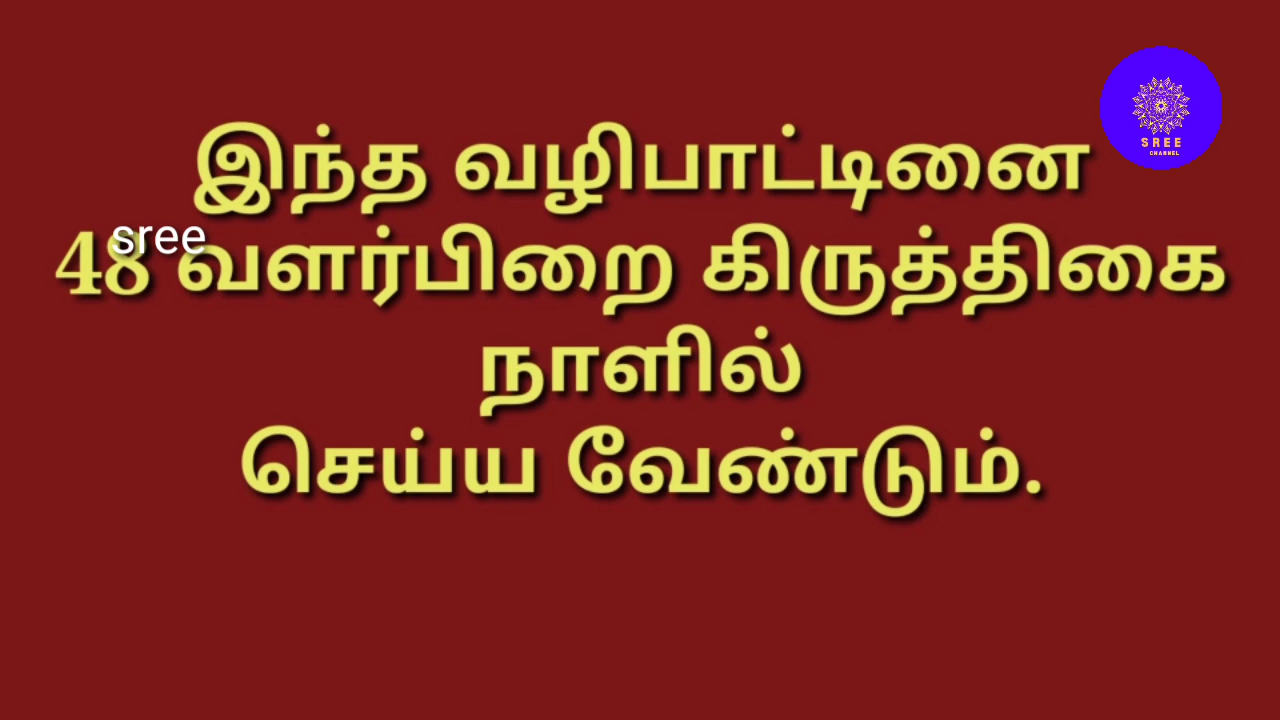 இந்த வழிபாட்டினை
48 வளர்பிறை கிருத்திகை
நாளில்
செய்ய வேண்டும்.
sree
SREE
CHANNEL